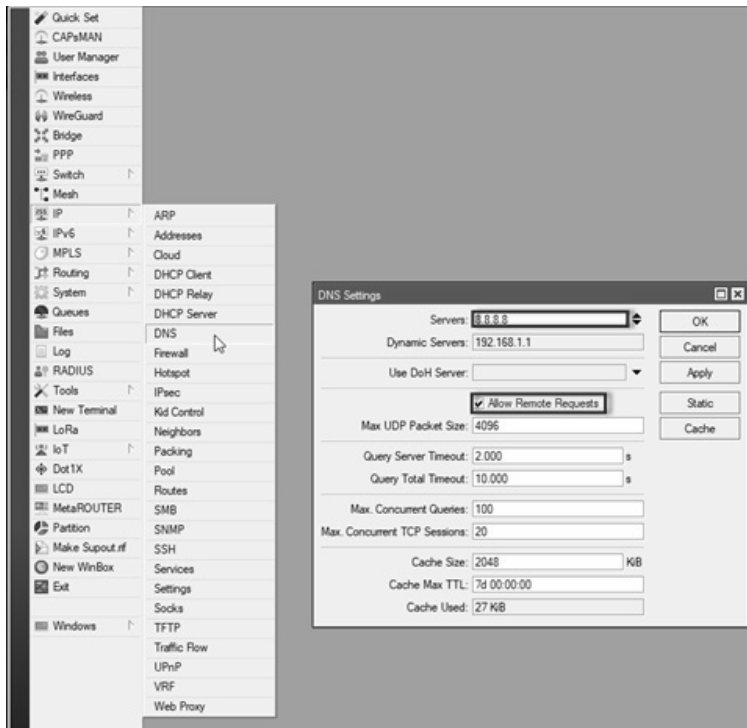 Quick Set
CAPsMAN
User Manager
Interfaces
Wireless
WireGuard
Bridge
PPP
Switch
Mesh
IP
IPv6
MPLS
Routing
System
Queues
Files
Log
RADIUS
Tools
New Terminal
LoRa
IoT
Dot1X
LCD
MetaROUTER
Partition
Make Supout.rif
New WinBox
Exit
Windows
ARP
Addresses
Cloud
DHCP Client
DHCP Relay
DHCP Server
DNS
Firewall
Hotspot
IPsec
Kid Control
Neighbors
Packing
Pool
Routes
SMB
SNMP
SSH
Services
Settings
Socks
TFTP
Traffic Flow
UPnP
VRF
Web Proxy
DNS Settings
Servers: 8.8.8.8
Dynamic Servers: 192.168.1.1
Use DoH Server:
Allow Remote Requests
Max UDP Packet Size: 4096
Query Server Timeout: 2.000 s
Query Total Timeout: 10.000 s
Max. Concurrent Queries: 100
Max. Concurrent TCP Sessions: 20
Cache Size: 2048 KiB
Cache Max TTL: 7d 00:00:00
Cache Used: 27 KiB
OK
Cancel
Apply
Static
Cache